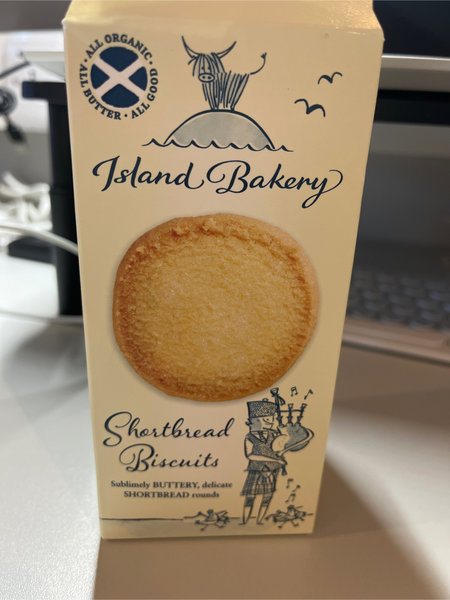 ALL ORGANIC •
ALL GOOD •
ALL BUTTER •
Island Bakery
Shortbread
Biscuits
Sublimely BUTTERY, delicate
SHORTBREAD rounds